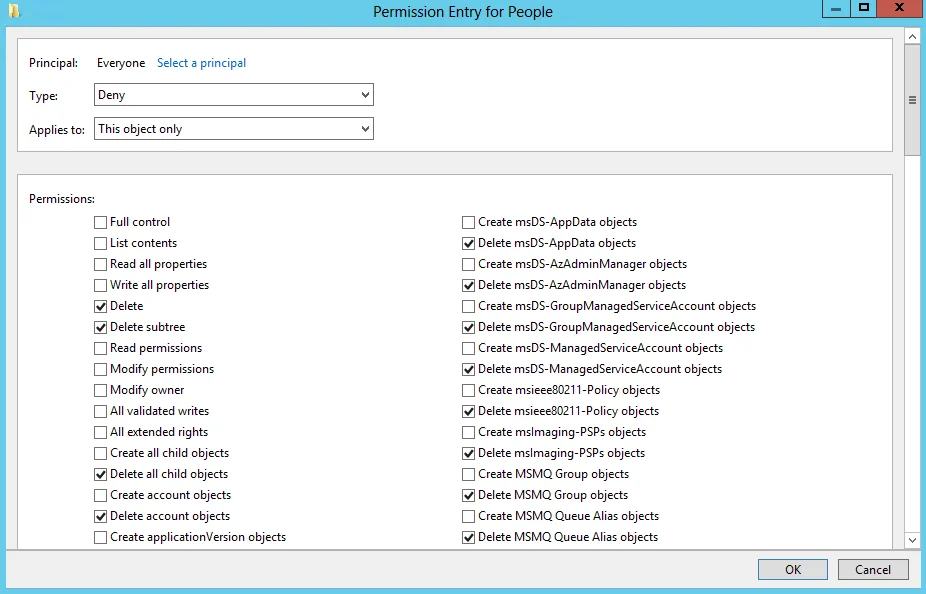 Permission Entry for People
Principal: Everyone Select a principal
Type: Deny
Applies to: This object only
Permissions:
Full control
List contents
Read all properties
Write all properties
Delete
Delete subtree
Read permissions
Modify permissions
Modify owner
All validated writes
All extended rights
Create all child objects
Delete all child objects
Create account objects
Delete account objects
Create applicationVersion objects
Create msDS-AppData objects
Delete msDS-AppData objects
Create msDS-AzAdminManager objects
Delete msDS-AzAdminManager objects
Create msDS-GroupManagedServiceAccount objects
Delete msDS-GroupManagedServiceAccount objects
Create msDS-ManagedServiceAccount objects
Delete msDS-ManagedServiceAccount objects
Create msieee80211-Policy objects
Delete msieee80211-Policy objects
Create msImaging-PSPs objects
Delete msImaging-PSPs objects
Create MSMQ Group objects
Delete MSMQ Group objects
Create MSMQ Queue Alias objects
Delete MSMQ Queue Alias objects
OK Cancel